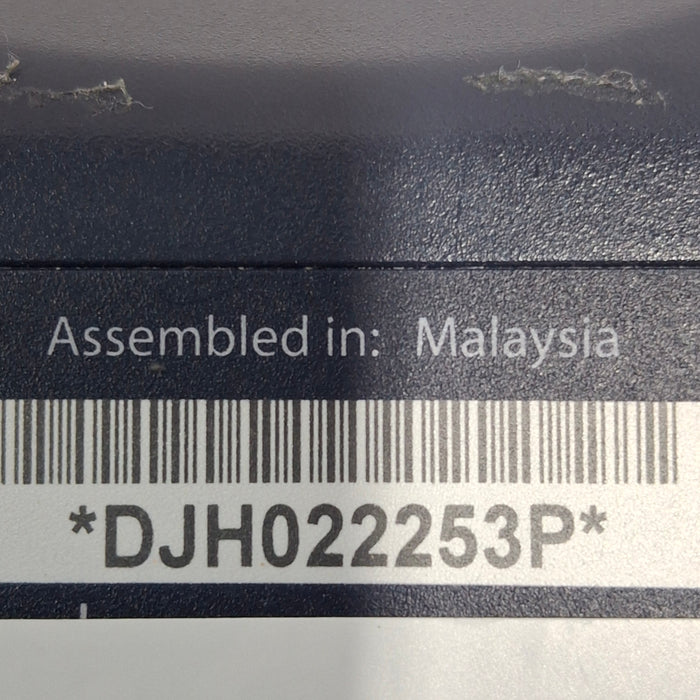 Assembled in: Malaysia
*DJH022253P*